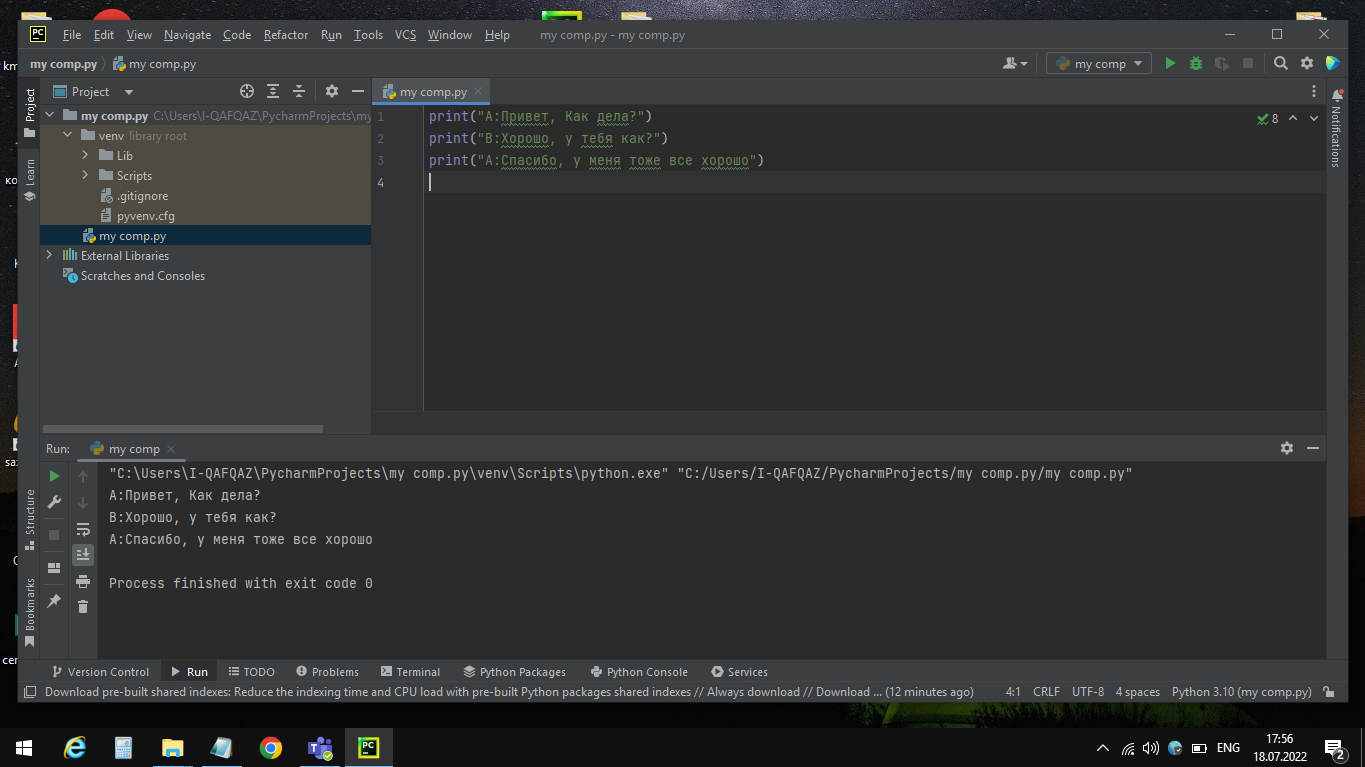 PC File Edit View Navigate Code Refactor Run Tools VCS Window Help my comp.py - my comp.py
my comp.py my comp.py my comp
Project my comp.py
my comp.py C:\Users\I-QAFQAZ\PycharmProjects\my
venv library root
Lib
Scripts
.gitignore
pyvenv.cfg
my comp.py
External Libraries
Scratches and Consoles
Project
Learn
Structure
Bookmarks
1 print("A:Привет, Как дела?")
2 print("B:Хорошо, у тебя как?")
3 print("A:Спасибо, у меня тоже все хорошо")
4
8
Notifications
Run: my comp
"C:\Users\I-QAFQAZ\PycharmProjects\my comp.py\venv\Scripts\python.exe" "C:/Users/I-QAFQAZ/PycharmProjects/my comp.py/my comp.py"
A:Привет, Как дела?
B:Хорошо, у тебя как?
A:Спасибо, у меня тоже все хорошо
Process finished with exit code 0
Version Control Run TODO Problems Terminal Python Packages Python Console Services
Download pre-built shared indexes: Reduce the indexing time and CPU load with pre-built Python packages shared indexes // Always download // Download ... (12 minutes ago) 4:1 CRLF UTF-8 4 spaces Python 3.10 (my comp.py)
PC ENG 17:56
18.07.2022
2